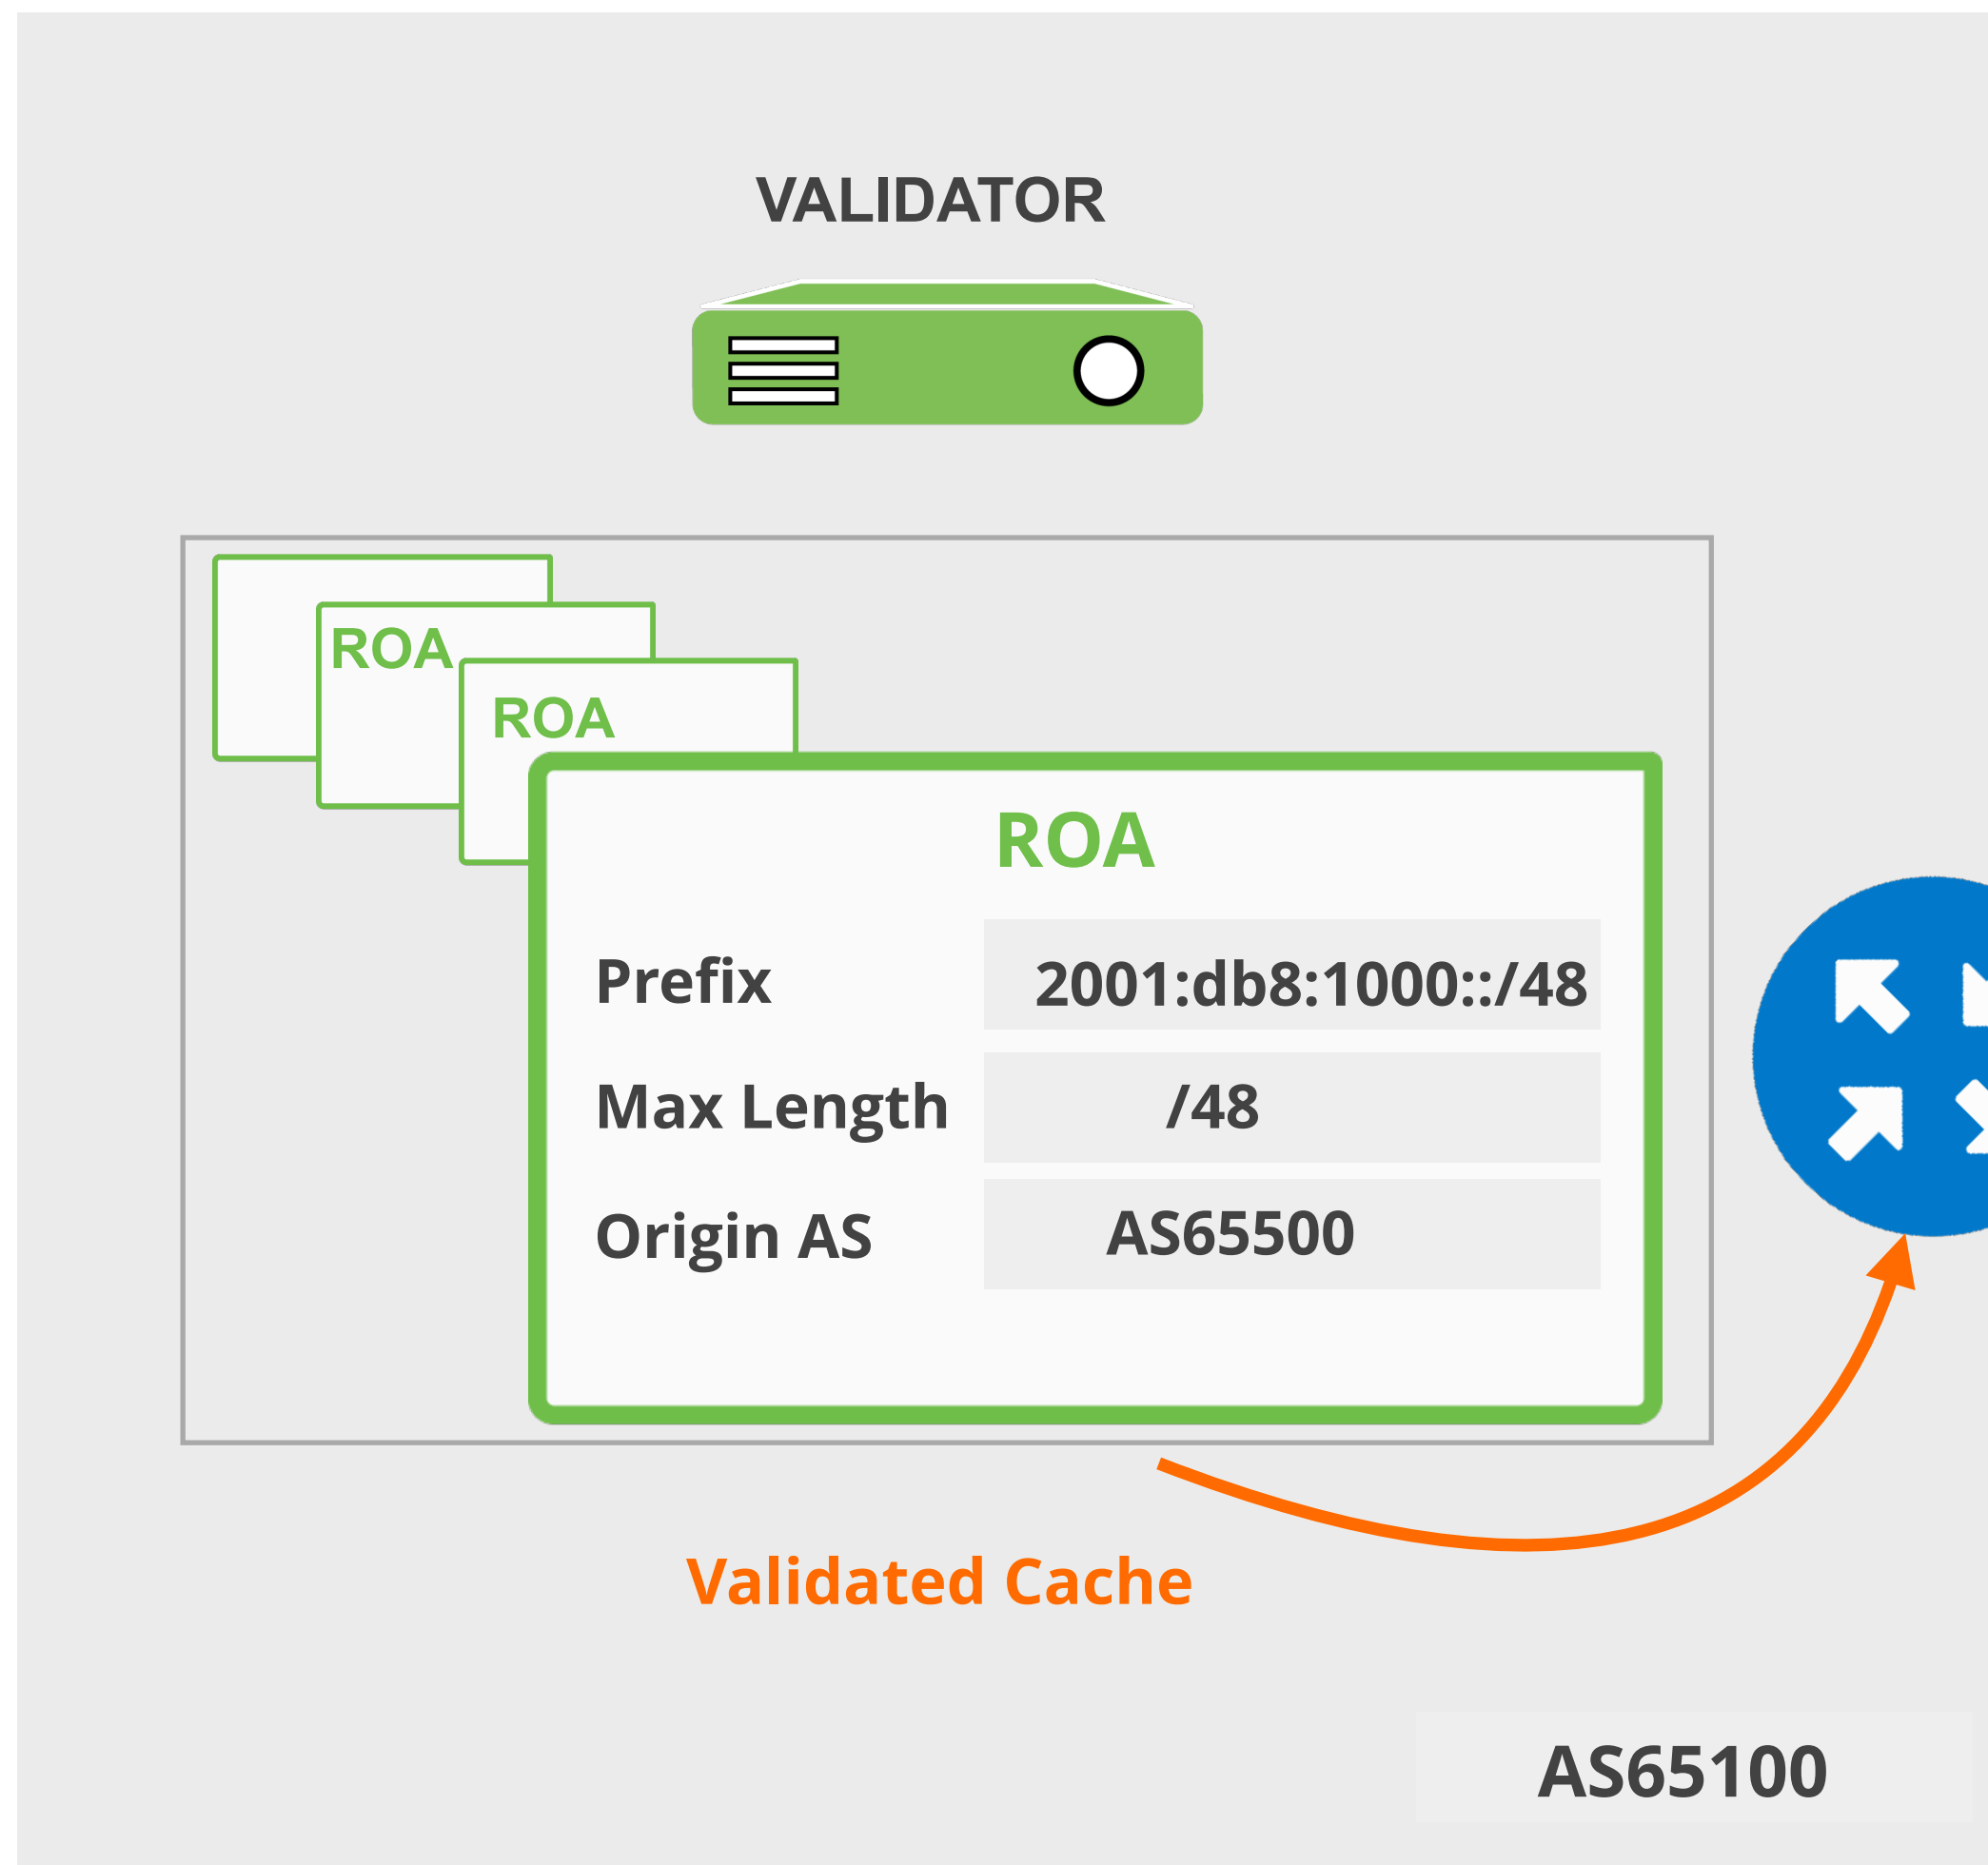 VALIDATOR
ROA
ROA
ROA
Prefix 2001:db8:1000::/48
Max Length /48
Origin AS AS65500
Validated Cache
AS65100